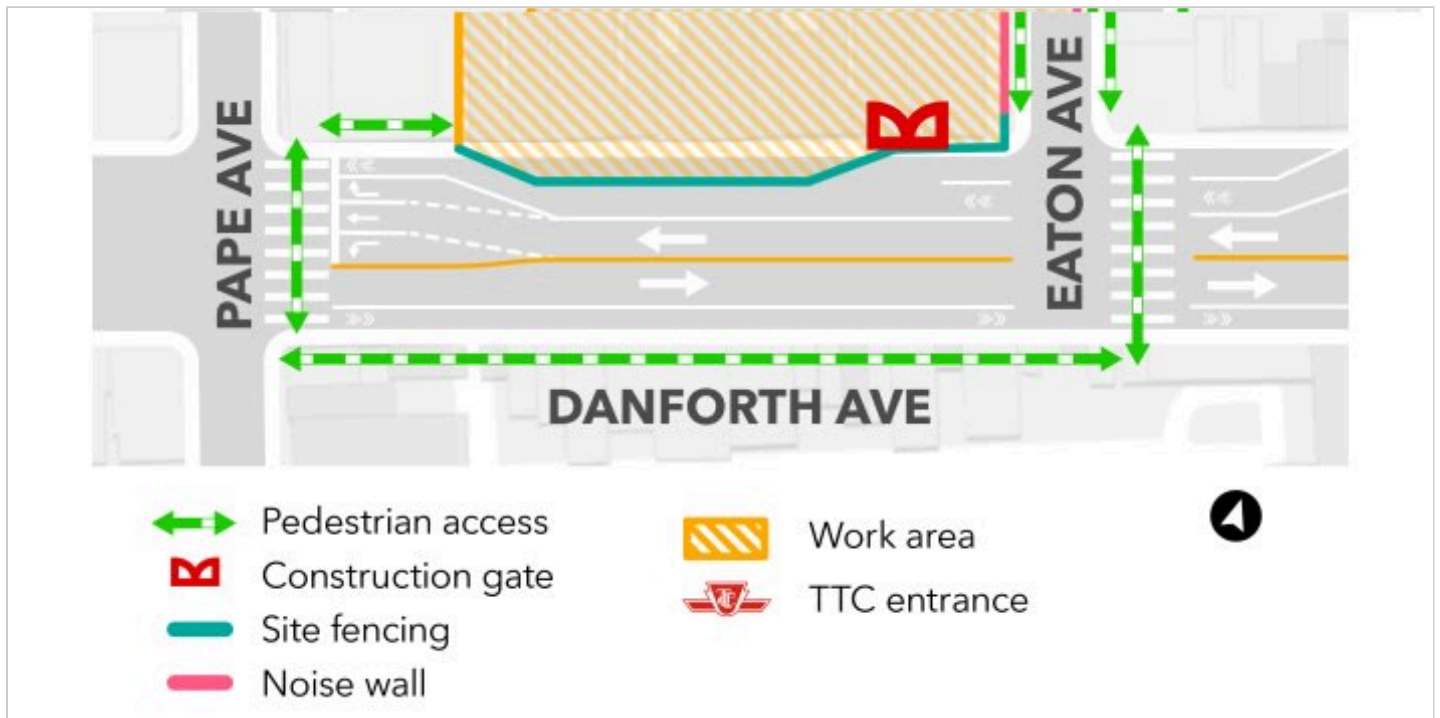 PAPE AVE
EATON AVE
DANFORTH AVE
Pedestrian access
Construction gate
Site fencing
Noise wall
Work area
TTC entrance